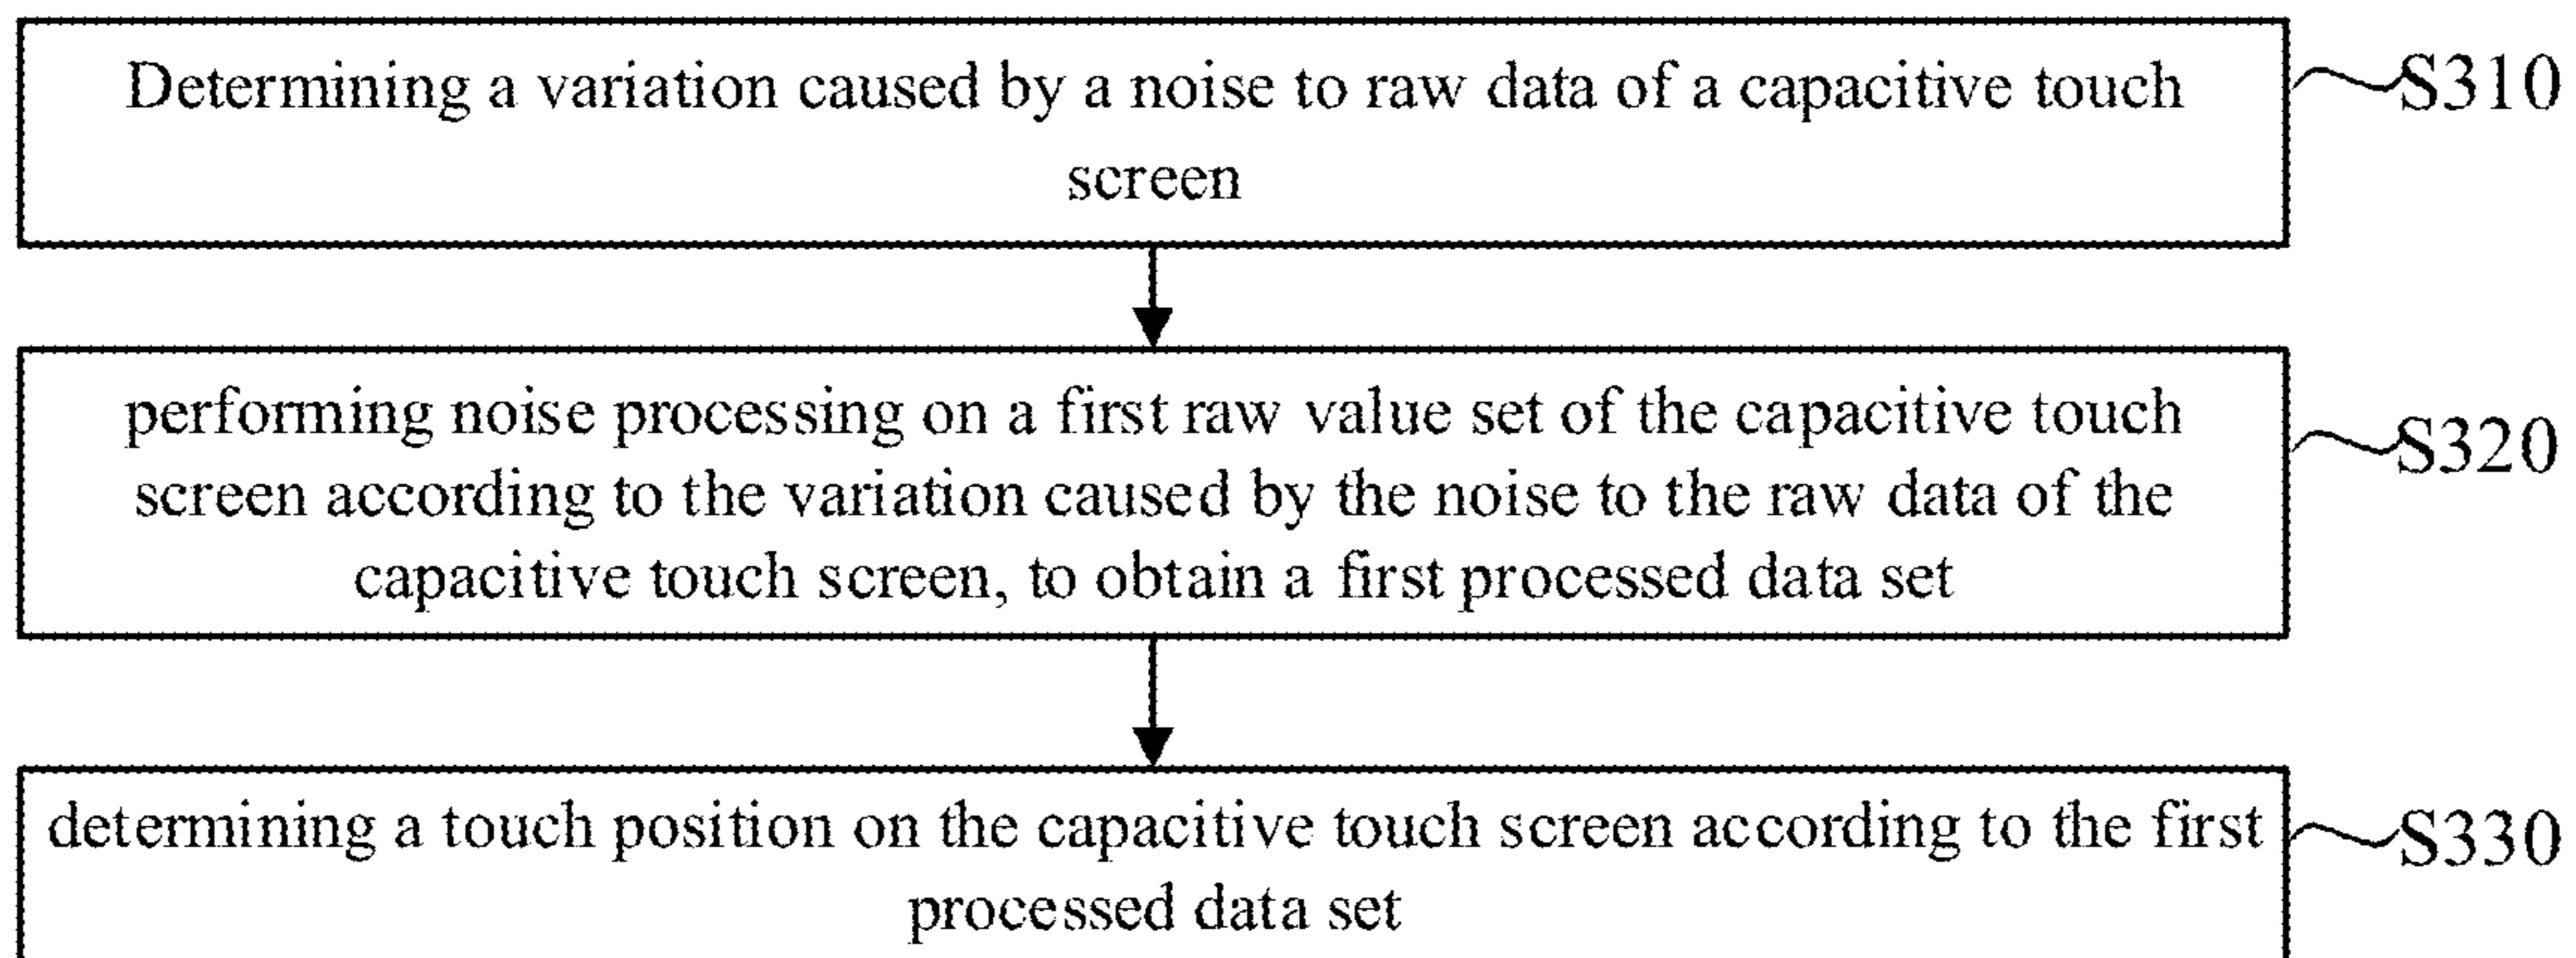 Determining a variation caused by a noise to raw data of a capacitive touch
screen
S310
performing noise processing on a first raw value set of the capacitive touch
screen according to the variation caused by the noise to the raw data of the
capacitive touch screen, to obtain a first processed data set
S320
determining a touch position on the capacitive touch screen according to the first
processed data set
S330